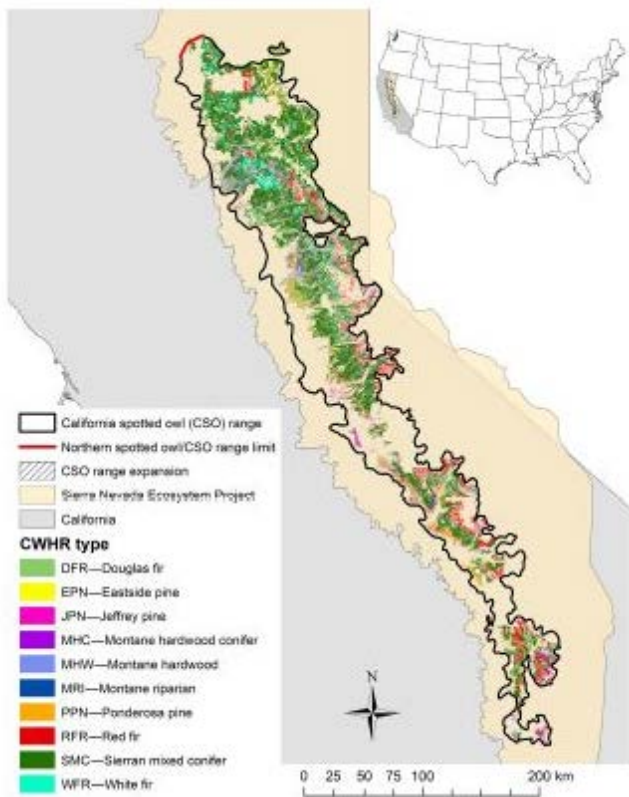 California spotted owl (CSO) range
Northern spotted owl/CSO range limit
CSO range expansion
Sierra Nevada Ecosystem Project
California
CWHR type
DFR—Douglas fir
EPN—Eastside pine
JPN—Jeffrey pine
MHC—Montane hardwood conifer
MHW—Montane hardwood
MRI—Montane riparian
PPN—Ponderosa pine
RFR—Red fir
SMC—Sierran mixed conifer
WFR—White fir
N
0 25 50 75 100 200 km